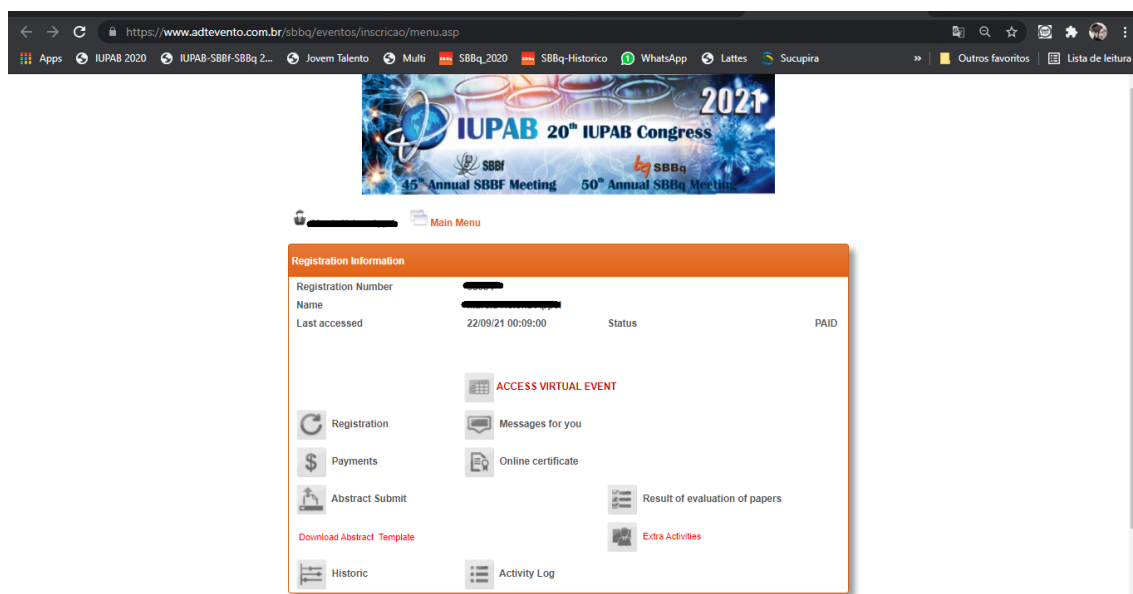 https://www.adtevento.com.br/sbbq/eventos/inscricao/menu.asp
Apps IUPAB 2020 IUPAB-SBBf-SBBq 2... Jovem Talento Multi SBBq_2020 SBBq-Historico WhatsApp Lattes Sucupira » Outros favoritos Lista de leitura
2021
IUPAB 20th IUPAB Congress
SBBf bq SBBq
45º Annual SBBF Meeting 50º Annual SBBq Meeting
Main Menu
Registration Information
Registration Number
Name
Last accessed 22/09/21 00:09:00 Status PAID
ACCESS VIRTUAL EVENT
Registration Messages for you
Payments Online certificate
Abstract Submit Result of evaluation of papers
Download Abstract Template Extra Activities
Historic Activity Log